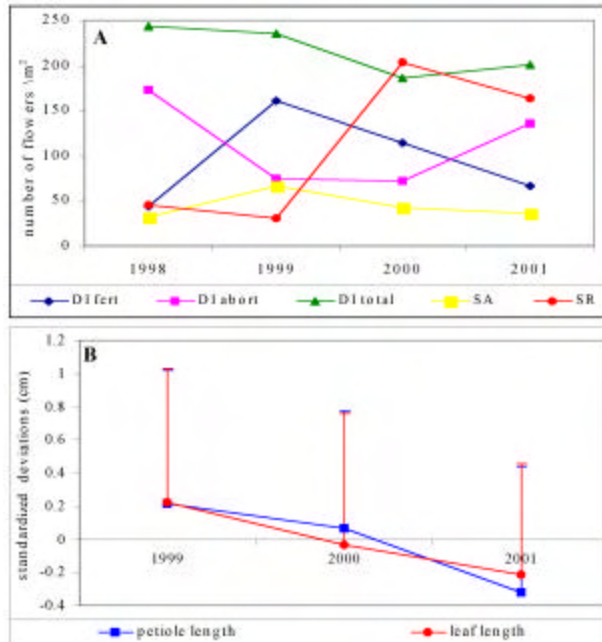 A
number of flowers \m²
250
200
150
100
50
0
1998 1999 2000 2001
DI fert DI abort DI total SA SR
B
standardized deviations (cm)
1.2
1
0.8
0.6
0.4
0.2
0
-0.2
-0.4
1999 2000 2001
petiole length leaf length